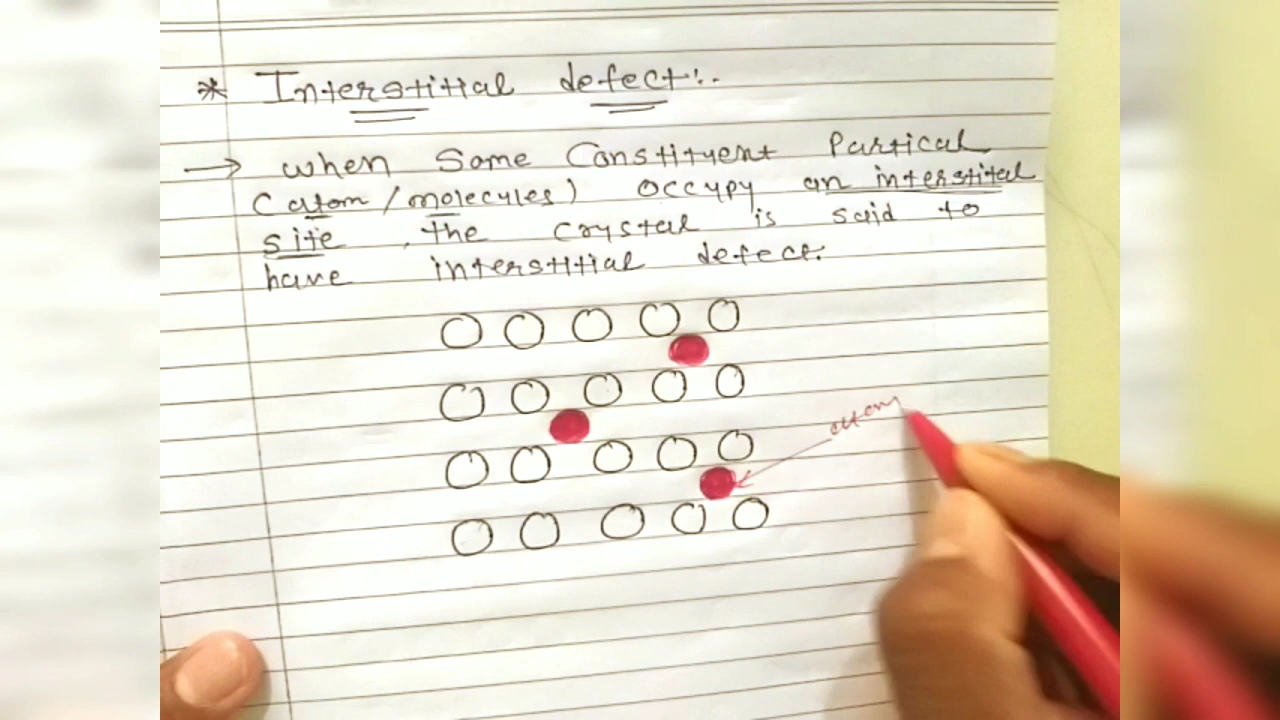 * Interstitial defect:.
→ when Some Constituent Partical
(atom/molecules) occupy an interstital
site, the crystal is said to
have interstitial defect.
atom